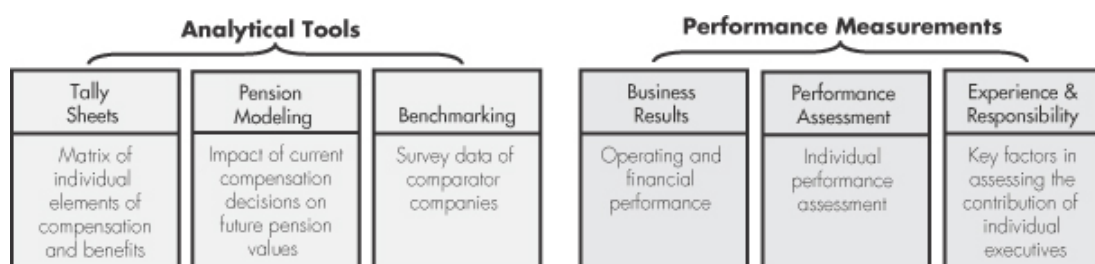 Analytical Tools
Tally
Sheets
Matrix of
individual
elements of
compensation
and benefits
Pension
Modeling
Impact of current
compensation
decisions on
future pension
values
Benchmarking
Survey data of
comparator
companies
Performance Measurements
Business
Results
Operating and
financial
performance
Performance
Assessment
Individual
performance
assessment
Experience &
Responsibility
Key factors in
assessing the
contribution of
individual
executives